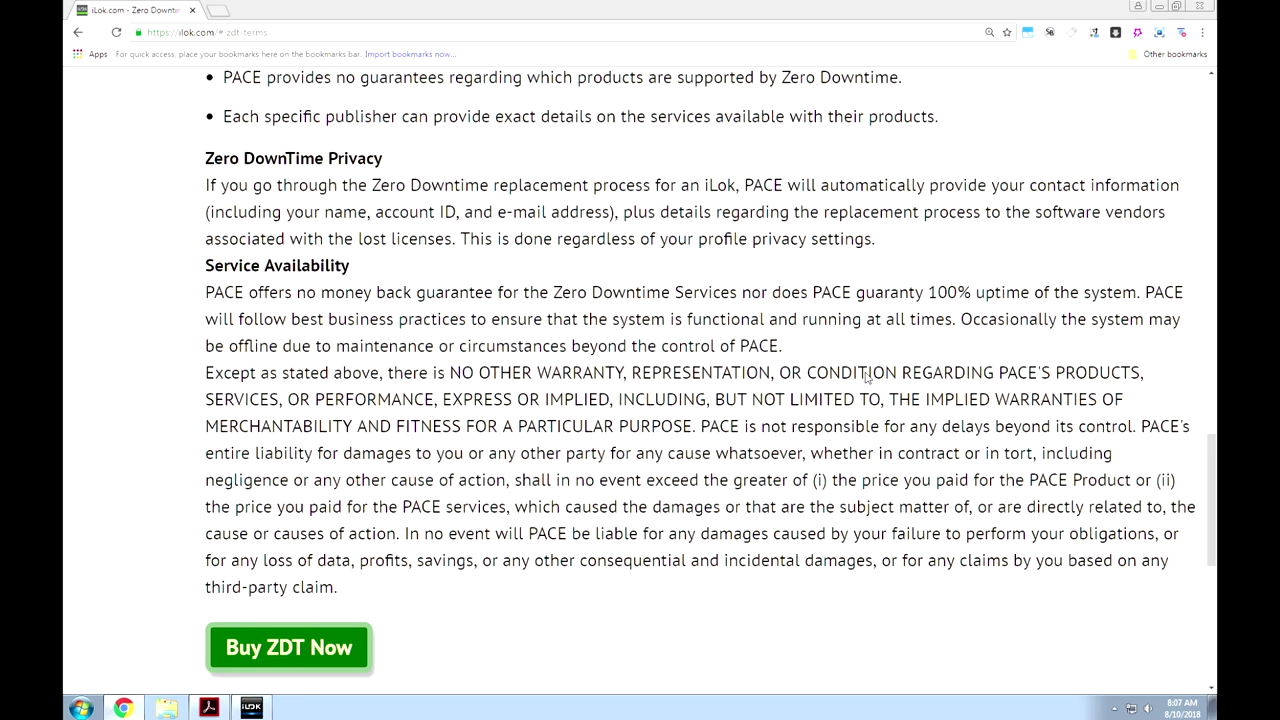 iLok.com - Zero Downtim
https://ilok.com/#!zdt-terms
Apps For quick access, place your bookmarks here on the bookmarks bar. Import bookmarks now... Other bookmarks
• PACE provides no guarantees regarding which products are supported by Zero Downtime.
• Each specific publisher can provide exact details on the services available with their products.
Zero DownTime Privacy
If you go through the Zero Downtime replacement process for an iLok, PACE will automatically provide your contact information
(including your name, account ID, and e-mail address), plus details regarding the replacement process to the software vendors
associated with the lost licenses. This is done regardless of your profile privacy settings.
Service Availability
PACE offers no money back guarantee for the Zero Downtime Services nor does PACE guaranty 100% uptime of the system. PACE
will follow best business practices to ensure that the system is functional and running at all times. Occasionally the system may
be offline due to maintenance or circumstances beyond the control of PACE.
Except as stated above, there is NO OTHER WARRANTY, REPRESENTATION, OR CONDITION REGARDING PACE'S PRODUCTS,
SERVICES, OR PERFORMANCE, EXPRESS OR IMPLIED, INCLUDING, BUT NOT LIMITED TO, THE IMPLIED WARRANTIES OF
MERCHANTABILITY AND FITNESS FOR A PARTICULAR PURPOSE. PACE is not responsible for any delays beyond its control. PACE's
entire liability for damages to you or any other party for any cause whatsoever, whether in contract or in tort, including
negligence or any other cause of action, shall in no event exceed the greater of (i) the price you paid for the PACE Product or (ii)
the price you paid for the PACE services, which caused the damages or that are the subject matter of, or are directly related to, the
cause or causes of action. In no event will PACE be liable for any damages caused by your failure to perform your obligations, or
for any loss of data, profits, savings, or any other consequential and incidental damages, or for any claims by you based on any
third-party claim.
Buy ZDT Now
iLOK
8:07 AM
8/10/2018